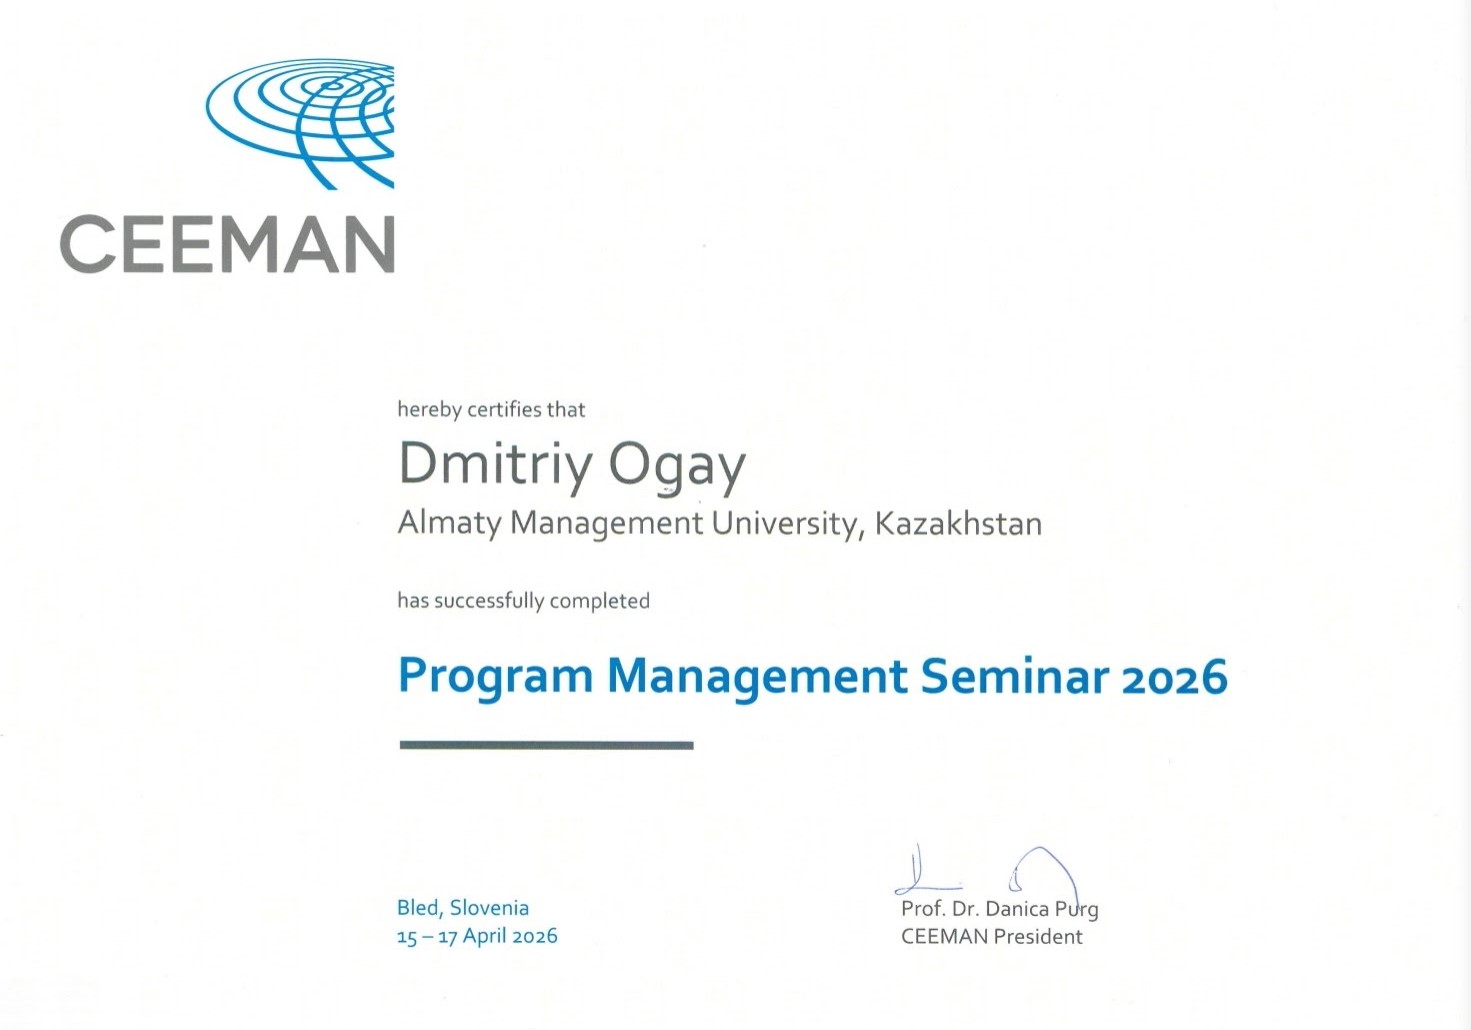 CEEMAN
hereby certifies that
Dmitriy Ogay
Almaty Management University, Kazakhstan
has successfully completed
Program Management Seminar 2026
Bled, Slovenia
15 – 17 April 2026
Prof. Dr. Danica Purg
CEEMAN President